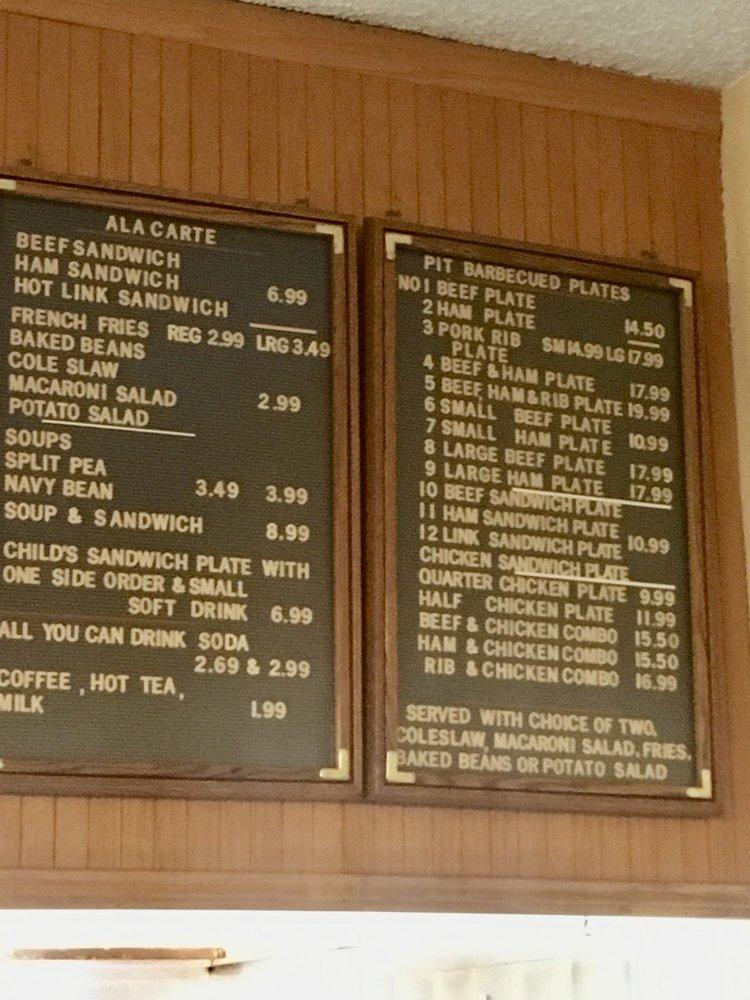 ALA CARTE
BEEF SANDWICH
HAM SANDWICH
HOT LINK SANDWICH 6.99
FRENCH FRIES REG 2.99 LRG 3.49
BAKED BEANS
COLE SLAW
MACARONI SALAD 2.99
POTATO SALAD
SOUPS
SPLIT PEA
NAVY BEAN 3.49 3.99
SOUP & SANDWICH 8.99
CHILD'S SANDWICH PLATE WITH
ONE SIDE ORDER & SMALL
SOFT DRINK 6.99
ALL YOU CAN DRINK SODA
2.69 & 2.99
COFFEE, HOT TEA,
MILK 1.99
PIT BARBECUED PLATES
NO 1 BEEF PLATE
2 HAM PLATE 14.50
3 PORK RIB SM 14.99 LG 17.99
PLATE
4 BEEF & HAM PLATE 17.99
5 BEEF, HAM & RIB PLATE 19.99
6 SMALL BEEF PLATE
7 SMALL HAM PLATE 10.99
8 LARGE BEEF PLATE 17.99
9 LARGE HAM PLATE 17.99
10 BEEF SANDWICH PLATE
11 HAM SANDWICH PLATE
12 LINK SANDWICH PLATE 10.99
CHICKEN SANDWICH PLATE
QUARTER CHICKEN PLATE 9.99
HALF CHICKEN PLATE 11.99
BEEF & CHICKEN COMBO 15.50
HAM & CHICKEN COMBO 15.50
RIB & CHICKEN COMBO 16.99
SERVED WITH CHOICE OF TWO,
COLESLAW, MACARONI SALAD, FRIES,
BAKED BEANS OR POTATO SALAD